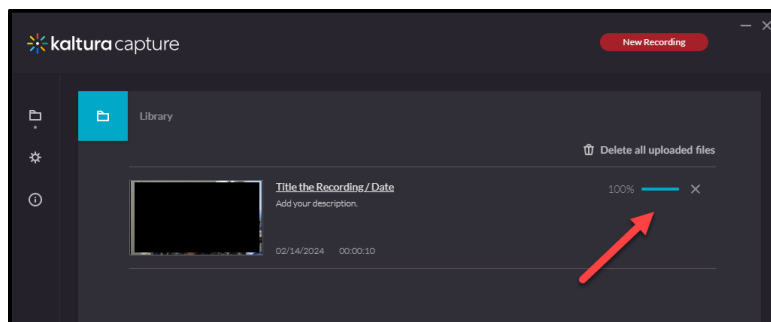 kaltura capture
New Recording
Library
Delete all uploaded files
Title the Recording / Date
100%
Add your description.
02/14/2024 00:00:10